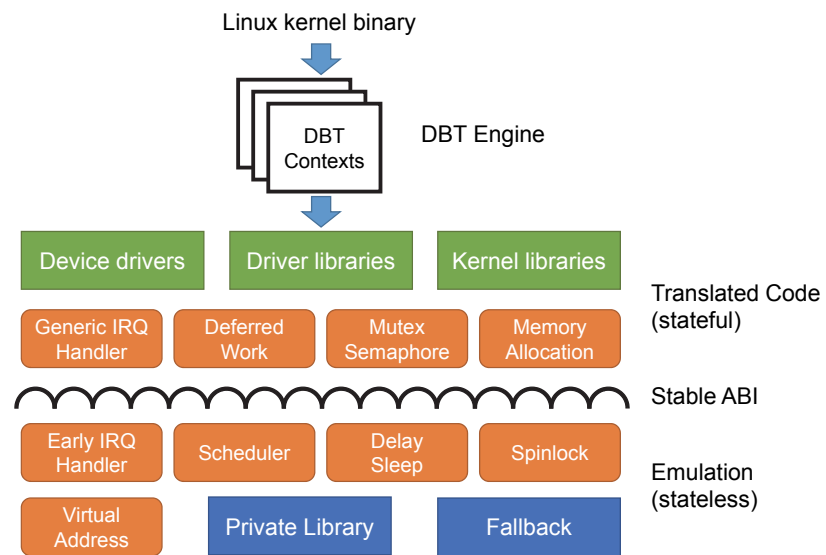 Linux kernel binary
DBT
Contexts
DBT Engine
Device drivers
Driver libraries
Kernel libraries
Translated Code
(stateful)
Generic IRQ
Handler
Deferred
Work
Mutex
Semaphore
Memory
Allocation
Stable ABI
Early IRQ
Handler
Scheduler
Delay
Sleep
Spinlock
Emulation
(stateless)
Virtual
Address
Private Library
Fallback